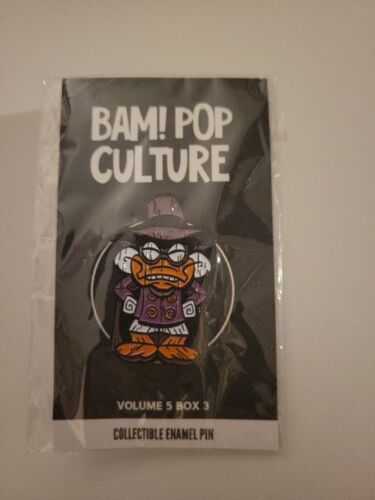 BAM! POP
CULTURE
VOLUME 5 BOX 3
COLLECTIBLE ENAMEL PIN